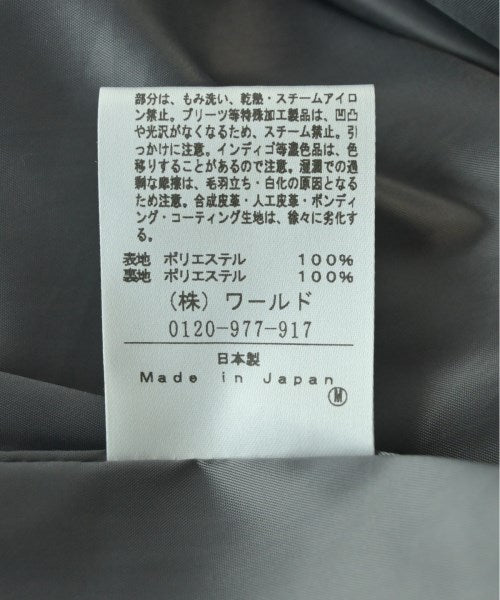 部分は、もみ洗い、乾熱・スチームアイロ
ン禁止。プリーツ等特殊加工製品は、凹凸
や光沢がなくなるため、スチーム禁止。引
っかけに注意。インディゴ等濃色品は、色
移りすることがあるので注意。湿潤での過
剰な摩擦は、毛羽立ち・白化の原因となる
ため注意。合成皮革・人工皮革・ボンディ
ング・コーティング生地は、徐々に劣化す
る。
表地 ポリエステル 100%
裏地 ポリエステル 100%
(株) ワールド
0120-977-917
日本製
Made in Japan
M